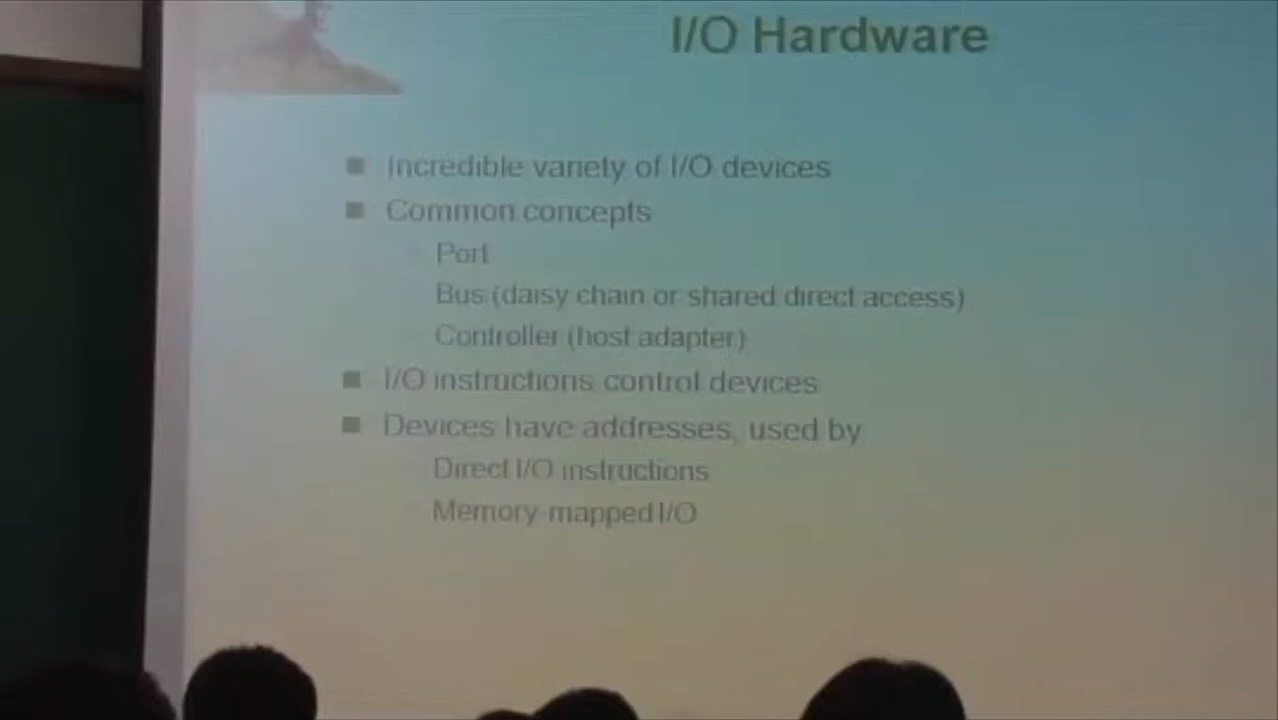 I/O Hardware
Incredible variety of I/O devices
Common concepts
Port
Bus (daisy chain or shared direct access)
Controller (host adapter)
I/O instructions control devices
Devices have addresses, used by
Direct I/O instructions
Memory-mapped I/O